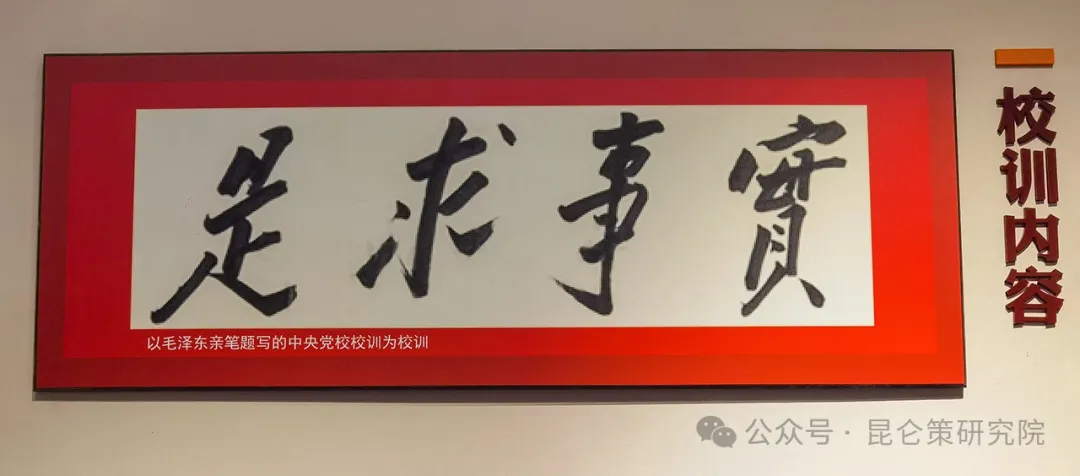 實事求是
以毛泽东亲笔题写的中央党校校训为校训
校训内容
公众号·昆仑策研究院